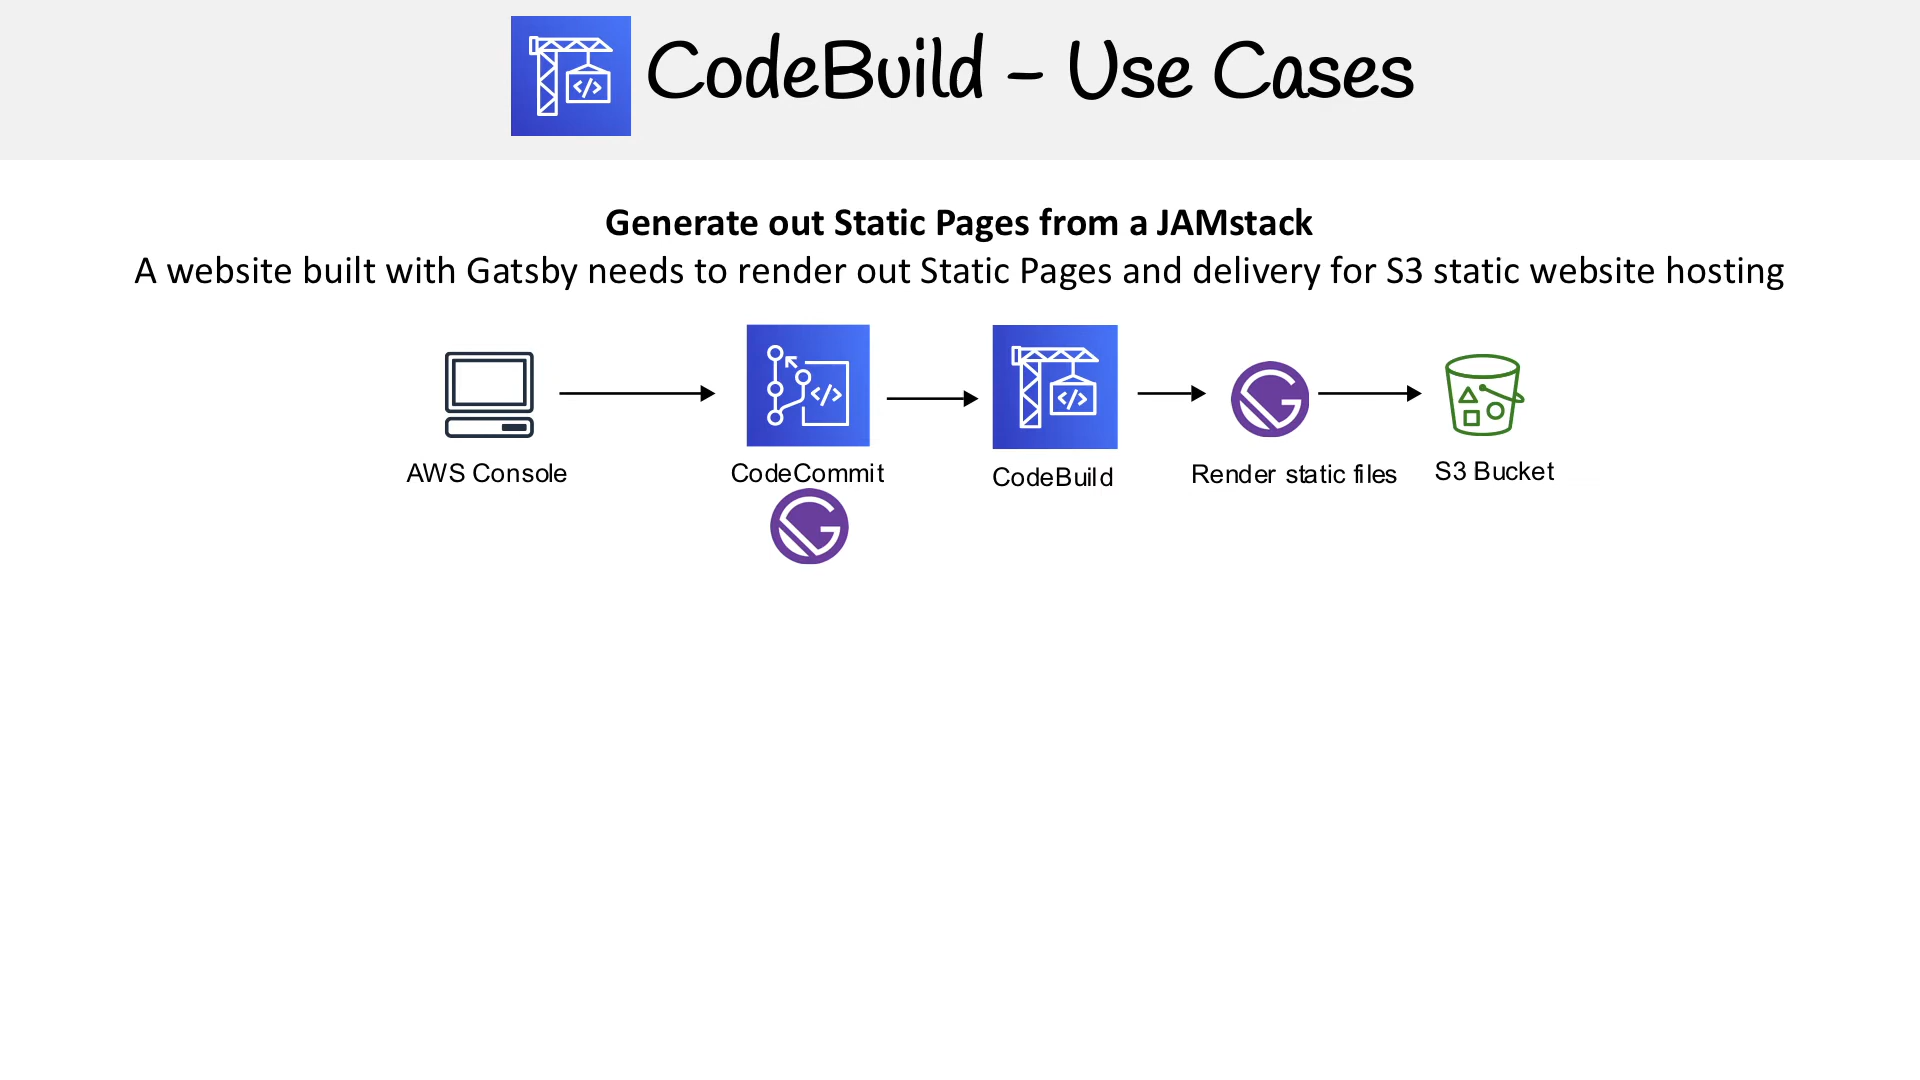 CodeBuild - Use Cases
Generate out Static Pages from a JAMstack
A website built with Gatsby needs to render out Static Pages and delivery for S3 static website hosting
AWS Console
CodeCommit
CodeBuild
Render static files
S3 Bucket